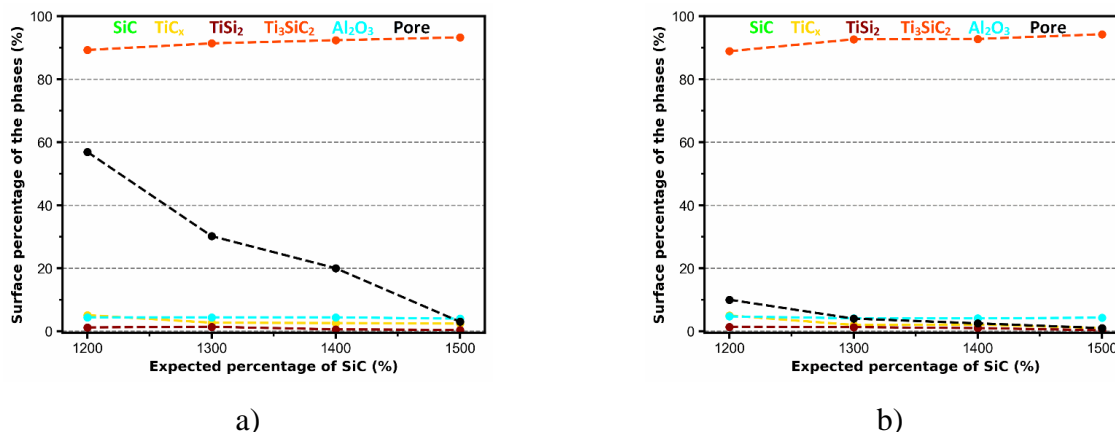 Surface percentage of the phases (%)
100
80
60
40
20
0
SiC TiCₓ TiSi₂ Ti₃SiC₂ Al₂O₃ Pore
1200 1300 1400 1500
Expected percentage of SiC (%)
a)
Surface percentage of the phases (%)
100
80
60
40
20
0
SiC TiCₓ TiSi₂ Ti₃SiC₂ Al₂O₃ Pore
1200 1300 1400 1500
Expected percentage of SiC (%)
b)